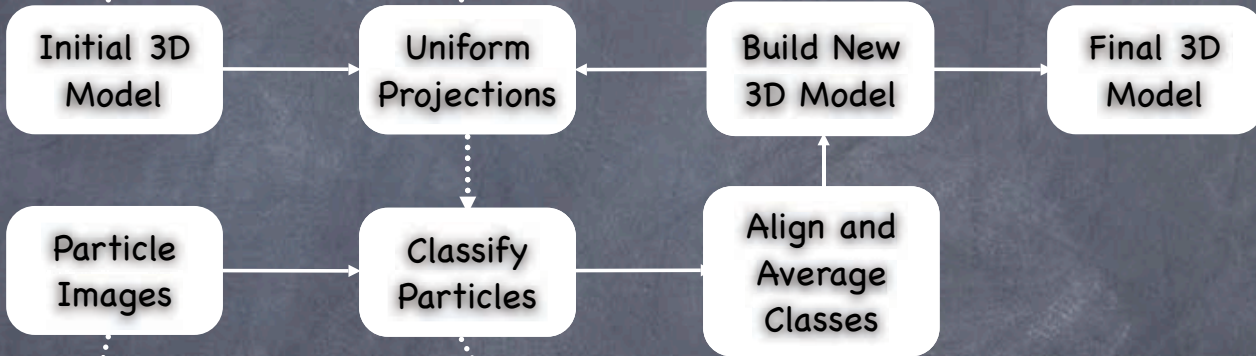 Initial 3D
Model
Uniform
Projections
Build New
3D Model
Final 3D
Model
Particle
Images
Classify
Particles
Align and
Average
Classes